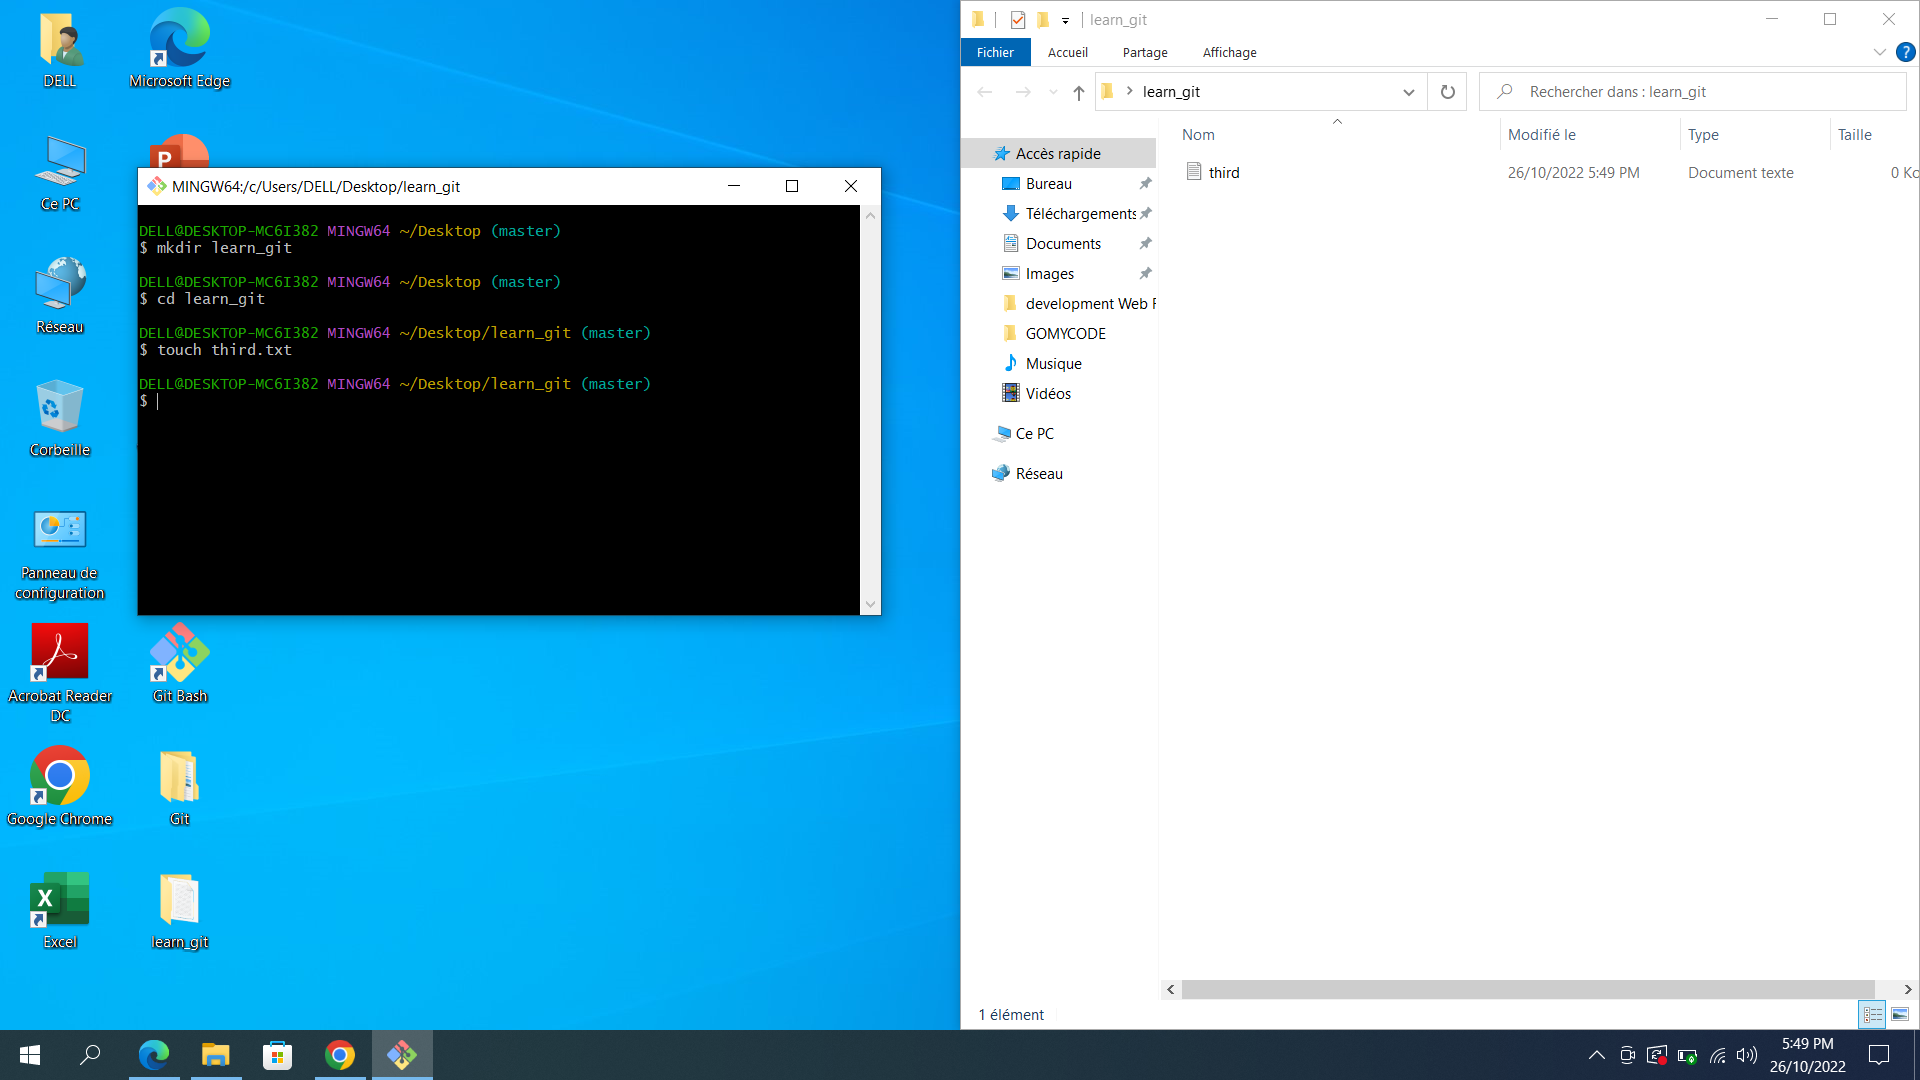 DELL
Microsoft Edge
Ce PC
Réseau
Corbeille
Panneau de
configuration
Acrobat Reader
DC
Git Bash
Google Chrome
Git
Excel
learn_git
MINGW64:/c/Users/DELL/Desktop/learn_git
DELL@DESKTOP-MC6I382 MINGW64 ~/Desktop (master)
$ mkdir learn_git
DELL@DESKTOP-MC6I382 MINGW64 ~/Desktop (master)
$ cd learn_git
DELL@DESKTOP-MC6I382 MINGW64 ~/Desktop/learn_git (master)
$ touch third.txt
DELL@DESKTOP-MC6I382 MINGW64 ~/Desktop/learn_git (master)
$
learn_git
Fichier Accueil Partage Affichage
learn_git
Rechercher dans : learn_git
Nom Modifié le Type Taille
third 26/10/2022 5:49 PM Document texte 0 Ko
Accès rapide
Bureau
Téléchargements
Documents
Images
development Web F
GOMYCODE
Musique
Vidéos
Ce PC
Réseau
1 élément
5:49 PM
26/10/2022